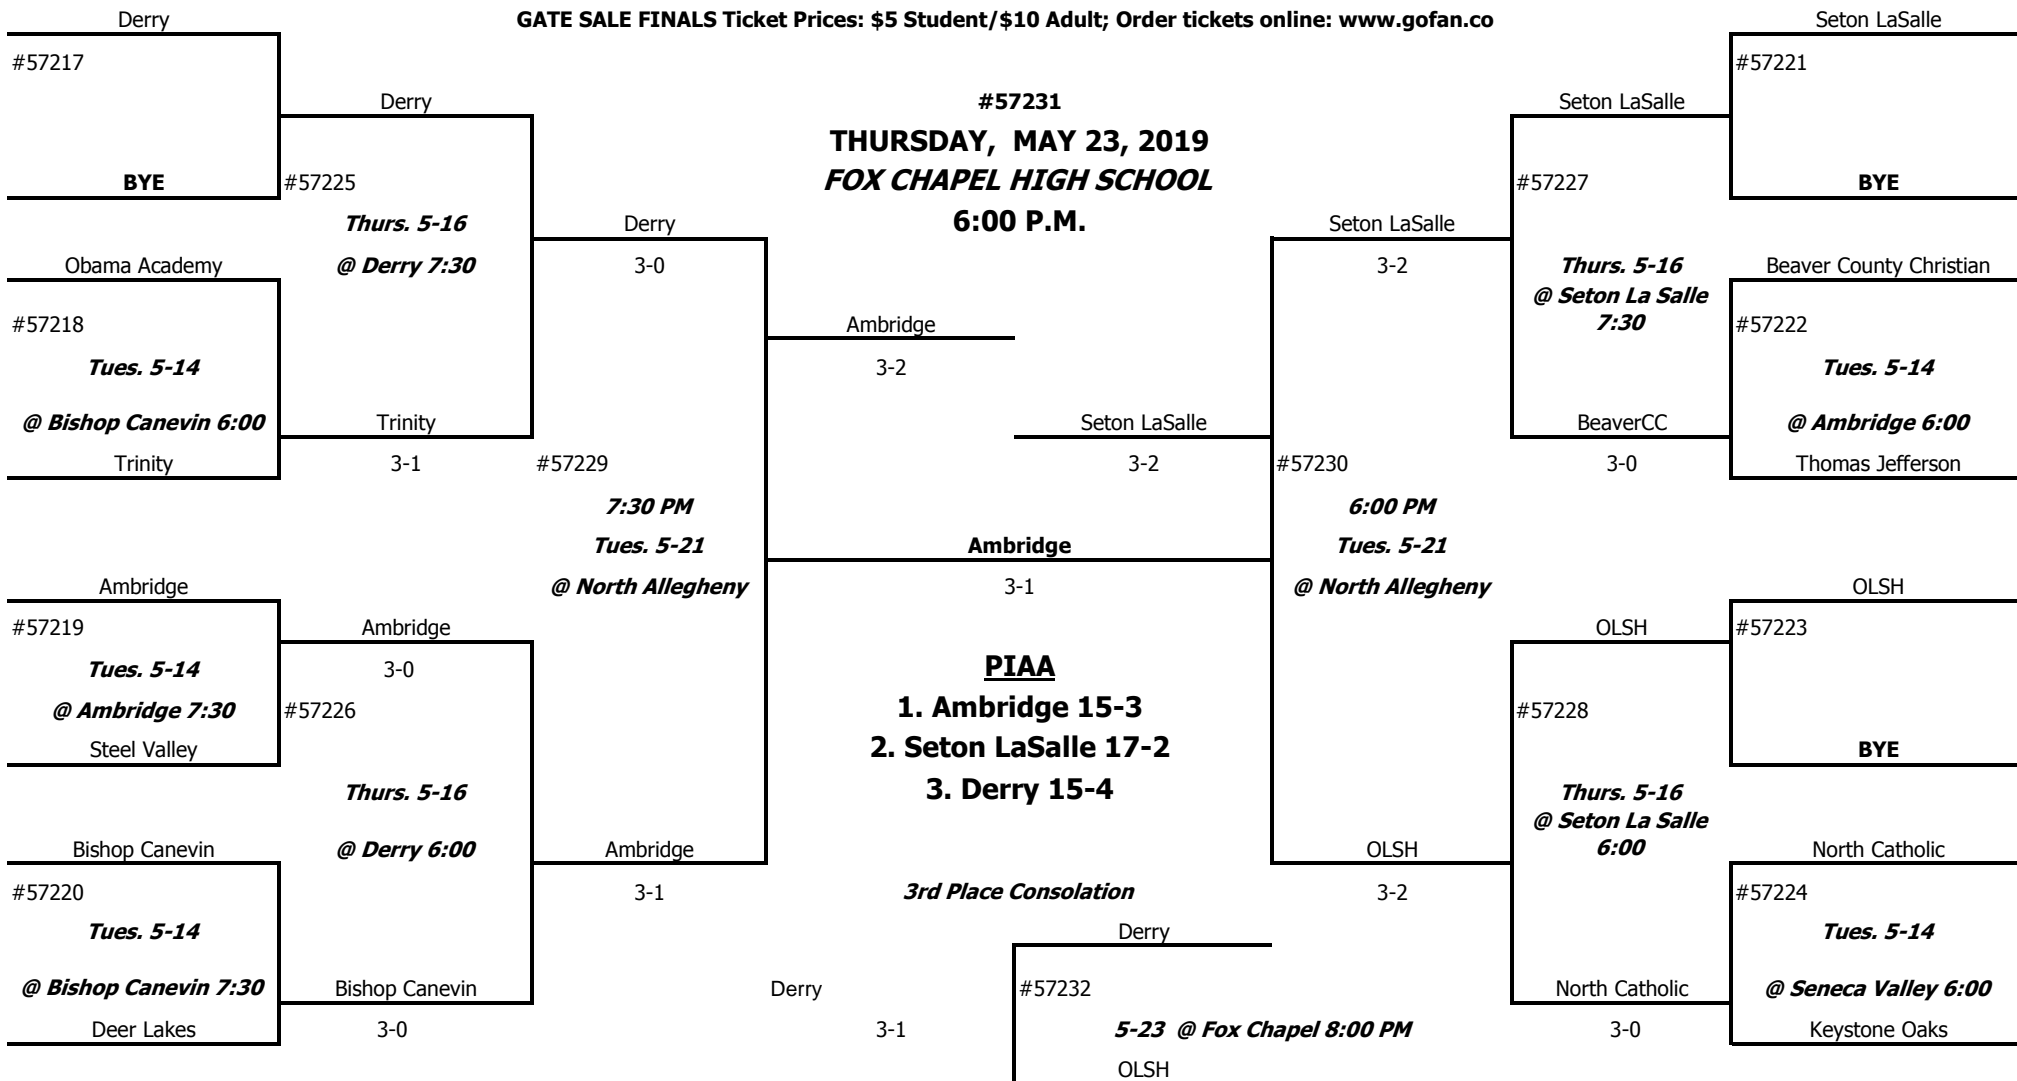 Derry
GATE SALE FINALS Ticket Prices: $5 Student/$10 Adult; Order tickets online: www.gofan.co
Seton LaSalle
#57217
#57221
Derry
#57231
Seton LaSalle
THURSDAY, MAY 23, 2019
BYE
#57225
FOX CHAPEL HIGH SCHOOL
#57227
BYE
Thurs. 5-16
Derry
6:00 P.M.
Seton LaSalle
Obama Academy
@ Derry 7:30
3-0
3-2
Thurs. 5-16
@ Seton La Salle
7:30
Beaver County Christian
#57218
Ambridge
#57222
Tues. 5-14
3-2
Tues. 5-14
@ Bishop Canevin 6:00
Trinity
Seton LaSalle
BeaverCC
@ Ambridge 6:00
Trinity
3-1
#57229
3-2
#57230
3-0
Thomas Jefferson
7:30 PM
6:00 PM
Tues. 5-21
Ambridge
Tues. 5-21
Ambridge
@ North Allegheny
3-1
@ North Allegheny
OLSH
#57219
Ambridge
OLSH
#57223
Tues. 5-14
3-0
PIAA
@ Ambridge 7:30
#57226
1. Ambridge 15-3
#57228
Steel Valley
2. Seton LaSalle 17-2
BYE
Thurs. 5-16
3. Derry 15-4
Thurs. 5-16
@ Seton La Salle
6:00
Bishop Canevin
@ Derry 6:00
Ambridge
OLSH
North Catholic
#57220
3-1
3rd Place Consolation
3-2
#57224
Tues. 5-14
Derry
Tues. 5-14
@ Bishop Canevin 7:30
Bishop Canevin
Derry
#57232
North Catholic
@ Seneca Valley 6:00
Deer Lakes
3-0
3-1
5-23 @ Fox Chapel 8:00 PM
3-0
Keystone Oaks
OLSH